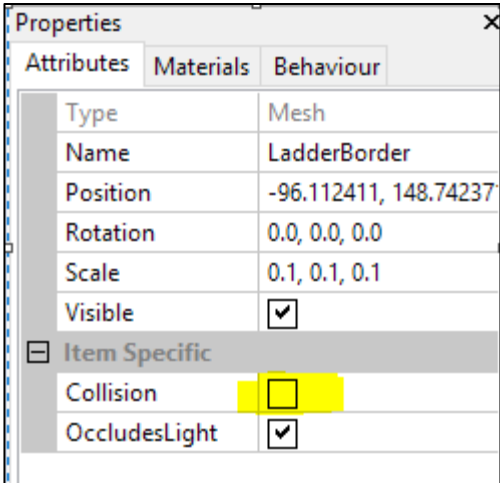 Properties
Attributes Materials Behaviour
Type Mesh
Name LadderBorder
Position -96.112411, 148.742371
Rotation 0.0, 0.0, 0.0
Scale 0.1, 0.1, 0.1
Visible
Item Specific
Collision
OccludesLight